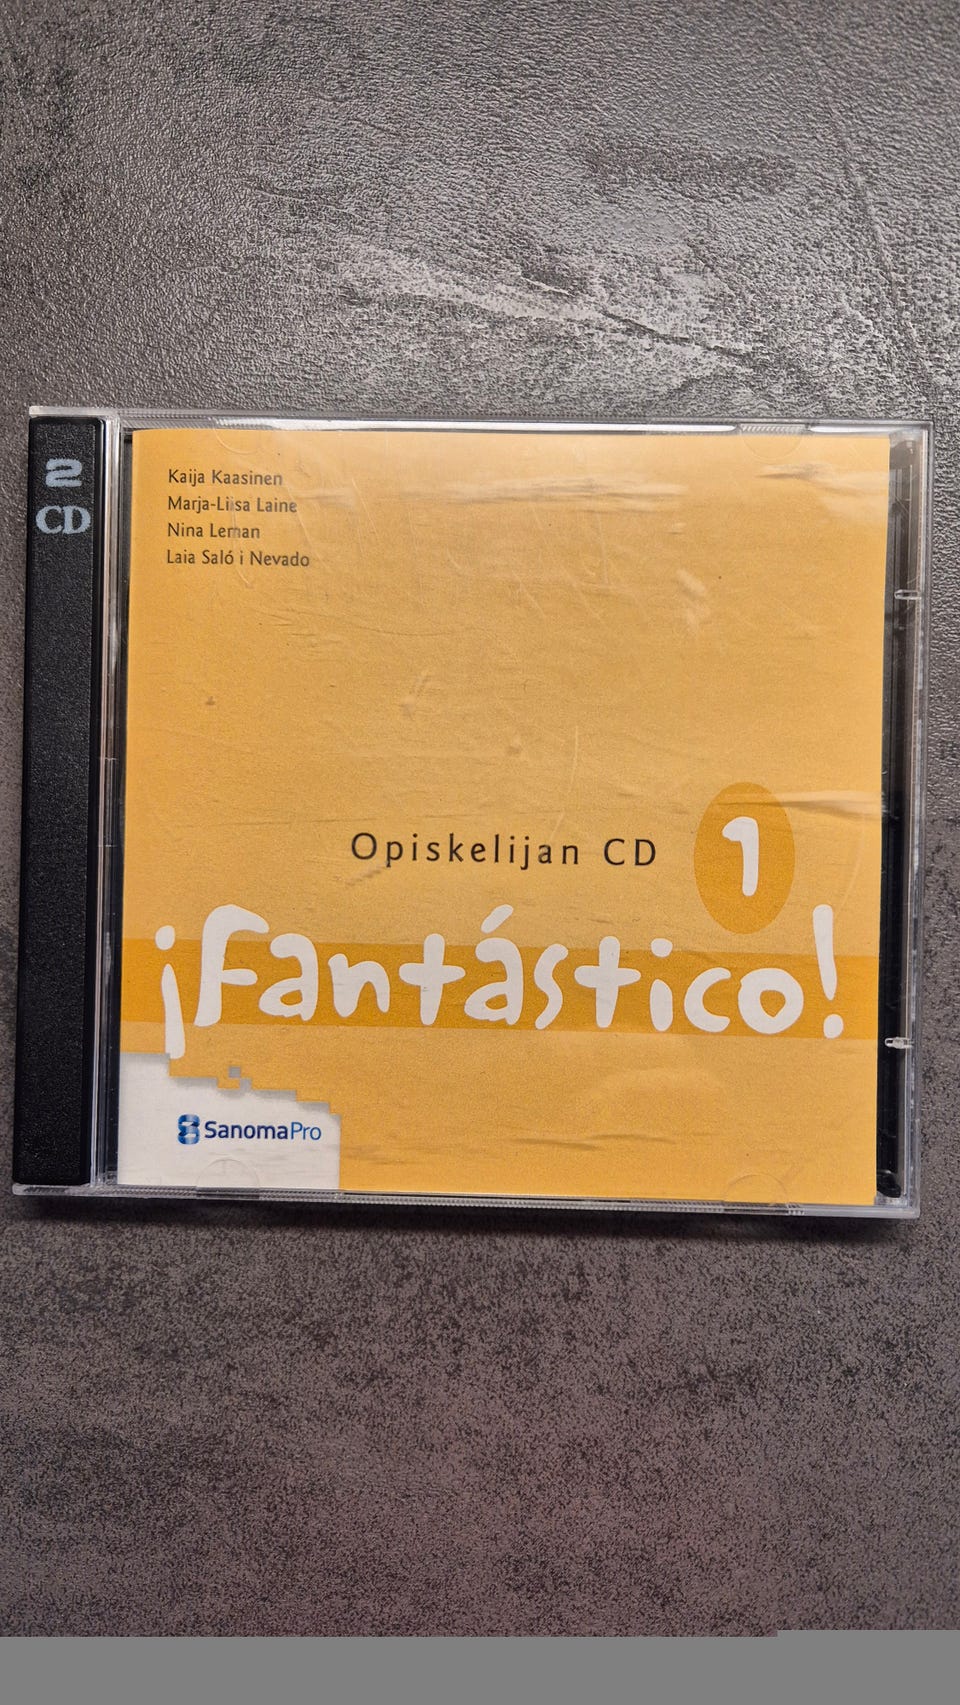 2
CD
Kaija Kaasinen
Marja-Liisa Laine
Nina Leman
Laia Saló i Nevado
Opiskelijan CD 1
¡Fantástico!
SanomaPro